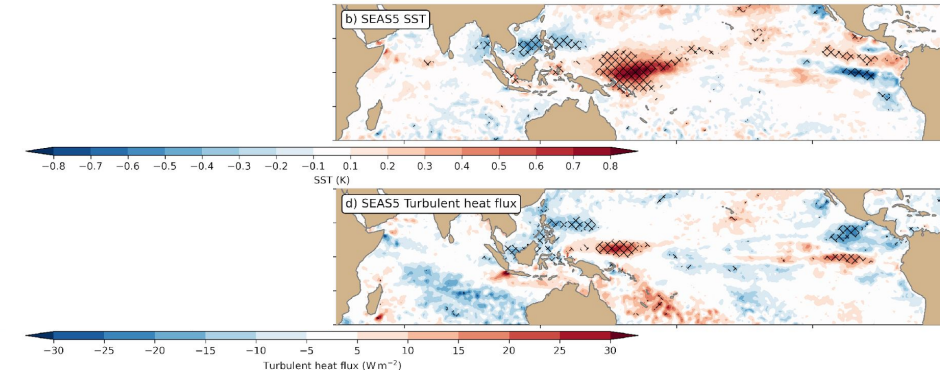 b) SEAS5 SST
−0.8 −0.7 −0.6 −0.5 −0.4 −0.3 −0.2 −0.1 0.1 0.2 0.3 0.4 0.5 0.6 0.7 0.8
SST (K)
d) SEAS5 Turbulent heat flux
−30 −25 −20 −15 −10 −5 5 10 15 20 25 30
Turbulent heat flux (W m⁻²)